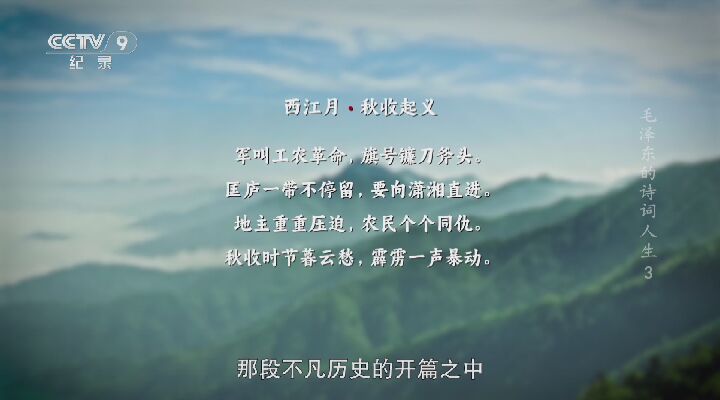 CCTV 9
纪录
西江月·秋收起义
军叫工农革命，旗号镰刀斧头。
匡庐一带不停留，要向潇湘直进。
地主重重压迫，农民个个同仇。
秋收时节暮云愁，霹雳一声暴动。
毛泽东的诗词人生 3
那段不凡历史的开篇之中